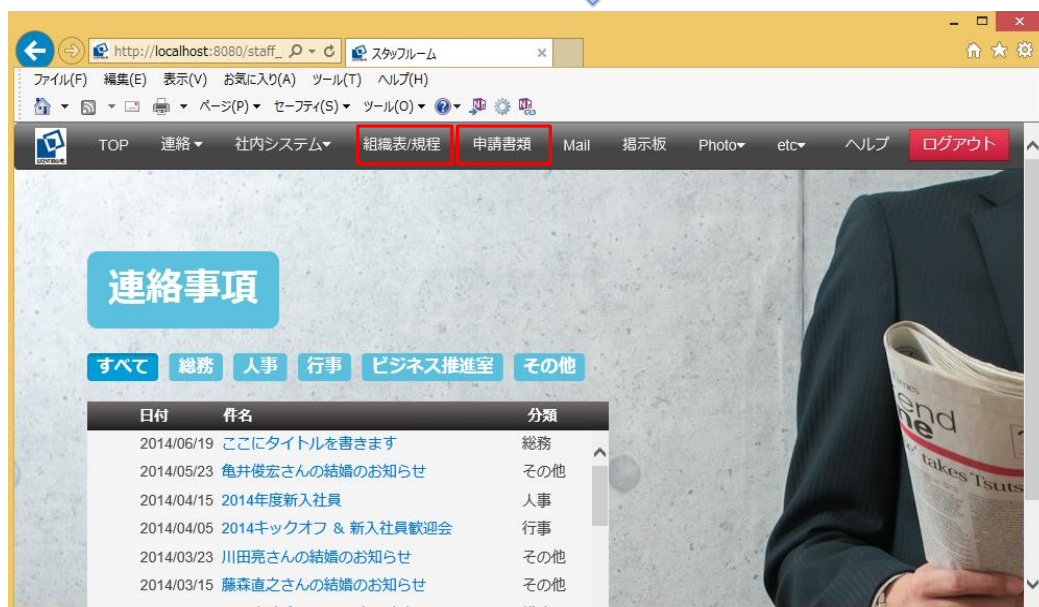 http://localhost:8080/staff_
スタッフルーム
ファイル(F) 編集(E) 表示(V) お気に入り(A) ツール(T) ヘルプ(H)
ページ(P) セーフティ(S) ツール(O)
TOP 連絡 社内システム 組織表/規程 申請書類 Mail 掲示板 Photo etc ヘルプ ログアウト
連絡事項
すべて 総務 人事 行事 ビジネス推進室 その他
日付 件名 分類
2014/06/19 ここにタイトルを書きます 総務
2014/05/23 亀井俊宏さんの結婚のお知らせ その他
2014/04/15 2014年度新入社員 人事
2014/04/05 2014キックオフ & 新入社員歓迎会 行事
2014/03/23 川田亮さんの結婚のお知らせ その他
2014/03/15 藤森直之さんの結婚のお知らせ その他
end
ne
takes Tsuts